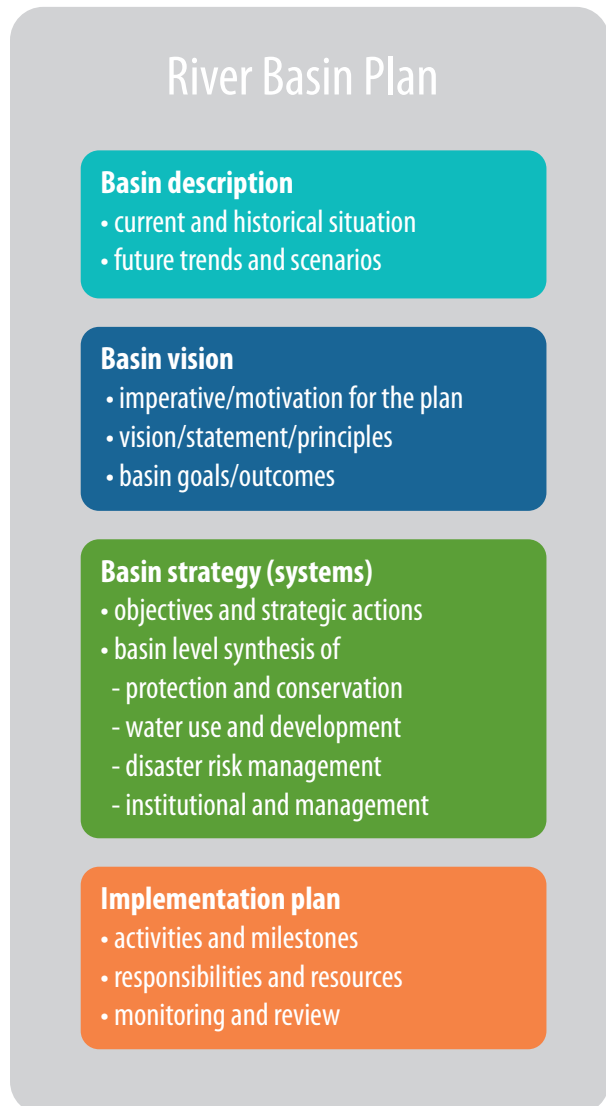 River Basin Plan
Basin description
• current and historical situation
• future trends and scenarios
Basin vision
• imperative/motivation for the plan
• vision/statement/principles
• basin goals/outcomes
Basin strategy (systems)
• objectives and strategic actions
• basin level synthesis of
- protection and conservation
- water use and development
- disaster risk management
- institutional and management
Implementation plan
• activities and milestones
• responsibilities and resources
• monitoring and review